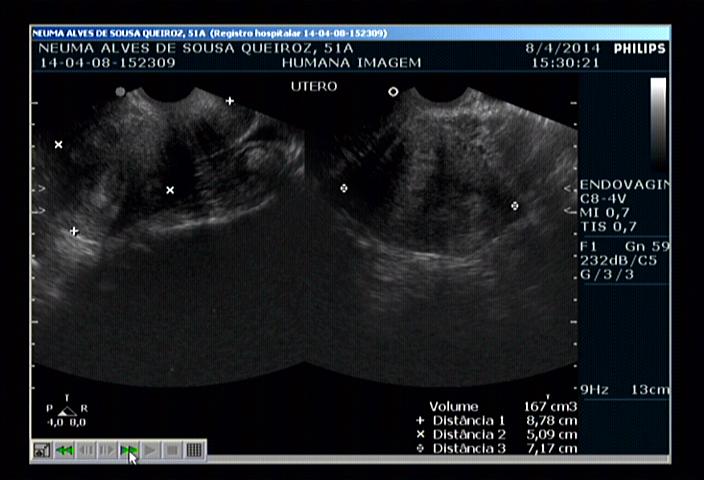 NEUMA ALVES DE SOUSA QUEIROZ, 51A (Registro hospitalar 14-04-08-152309)
NEUMA ALVES DE SOUSA QUEIROZ, 51A 8/4/2014 PHILIPS
14-04-08-152309 HUMANA IMAGEM 15:30:21
UTERO
ENDOVAGIN
C8-4V
MI 0,7
TIS 0,7
F1 Gn 59
232dB/C5
G/3/3
9Hz 13cm
P R
4,0 8,0
Volume 167 cm3
+ Distância 1 8,78 cm
× Distância 2 5,09 cm
Distância 3 7,17 cm